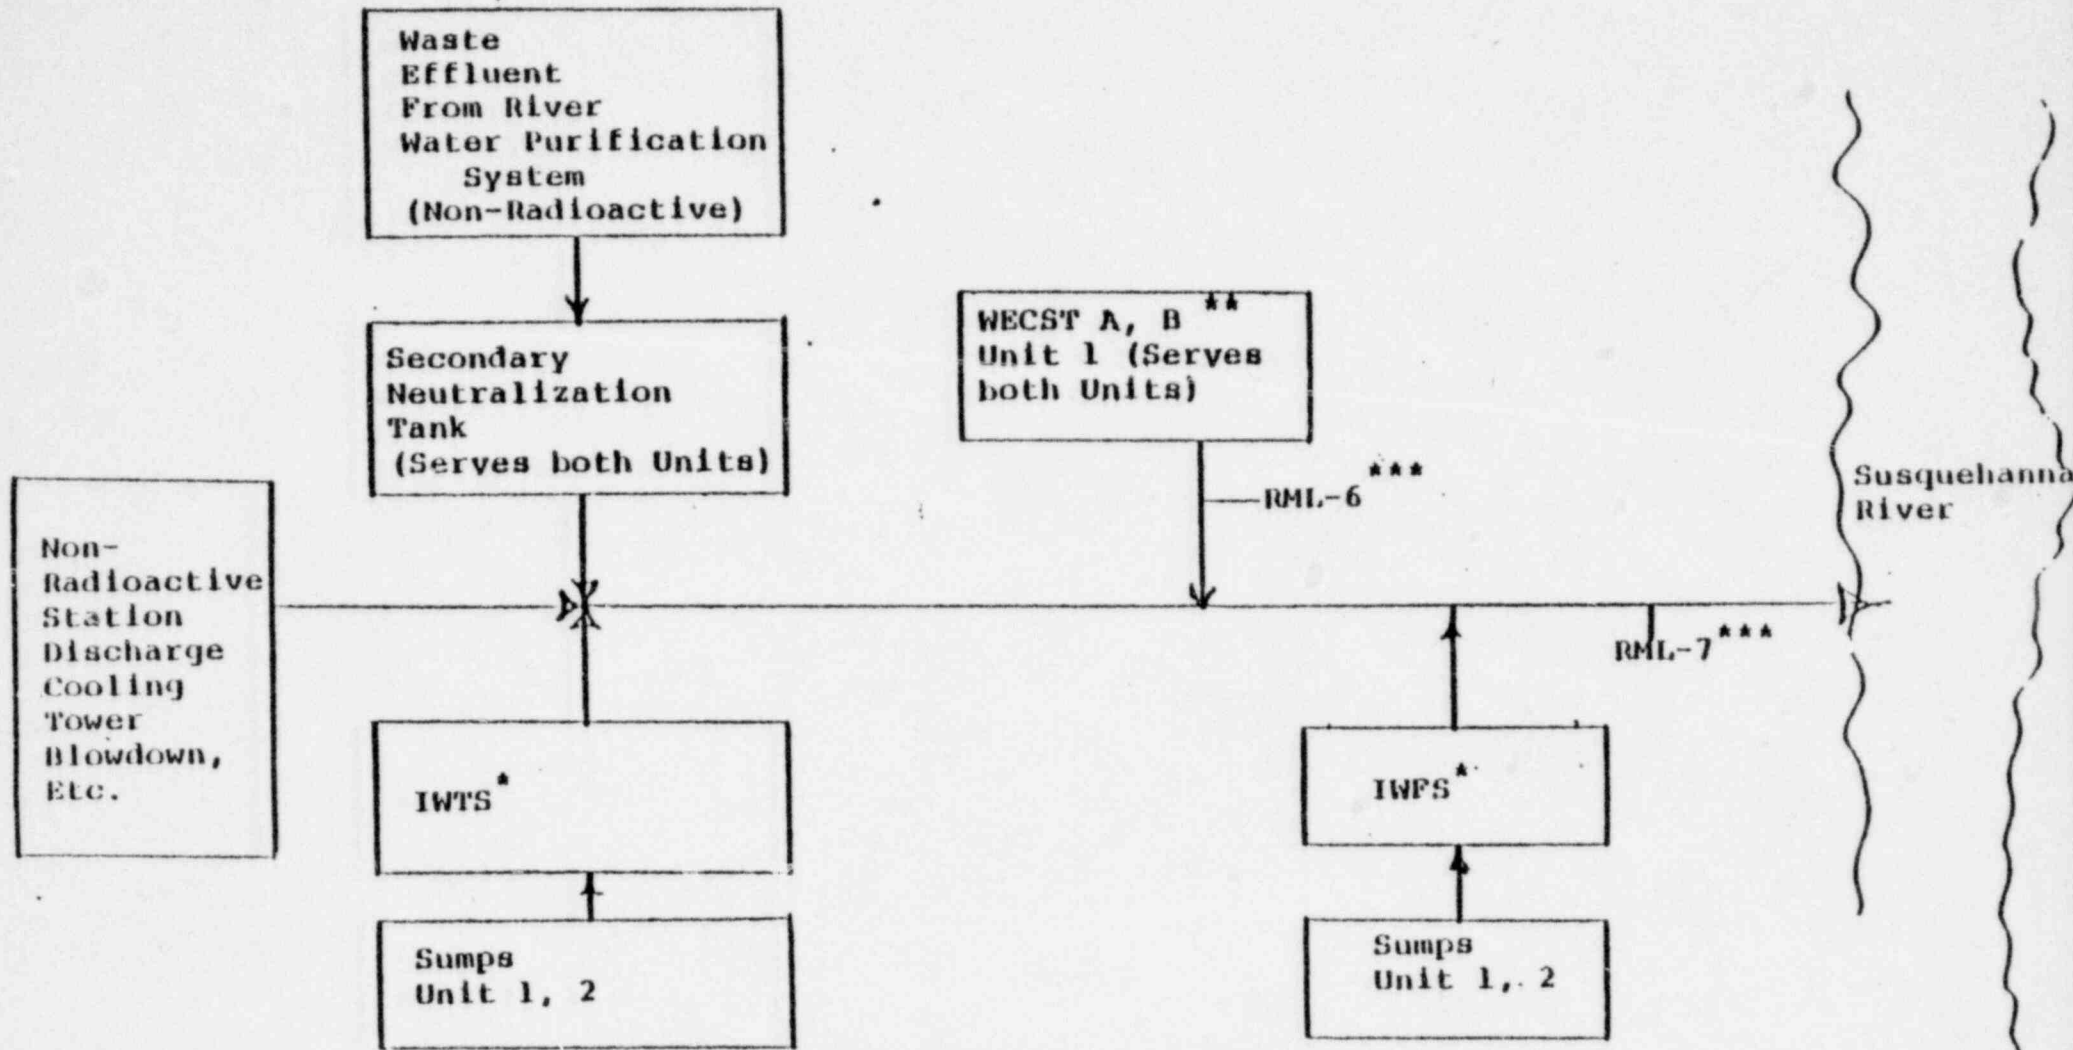 Waste
Effluent
From River
Water Purification
System
(Non-Radioactive)
Secondary
Neutralization
Tank
(Serves both Units)
WECST A, B **
Unit 1 (Serves
both Units)
RML-6 ***
Susquehanna
River
Non-
Radioactive
Station
Discharge
Cooling
Tower
Blowdown,
Etc.
RML-7 ***
IWTS *
IWFS *
Sumps
Unit 1, 2
Sumps
Unit 1, 2